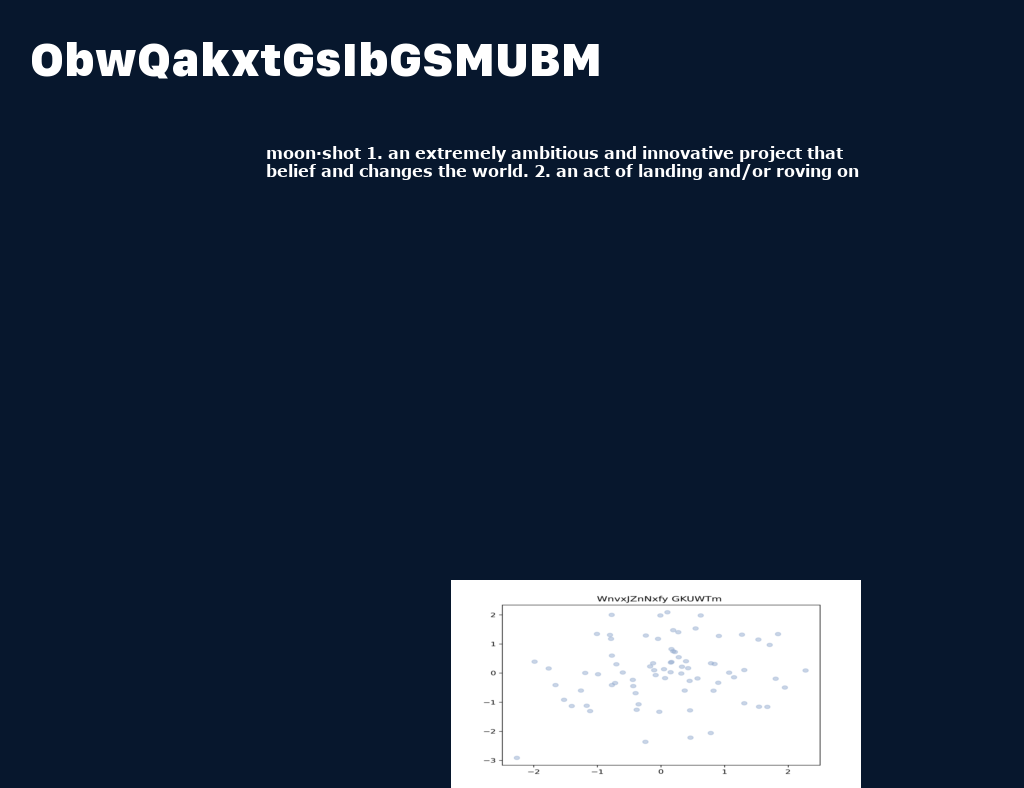 ObwQakxtGsIbGSMUBM
moon·shot 1. an extremely ambitious and innovative project that
belief and changes the world. 2. an act of landing and/or roving on
WnvxJZnNxfy GKUWTm
2
1
0
−1
−2
−3
−2 −1 0 1 2